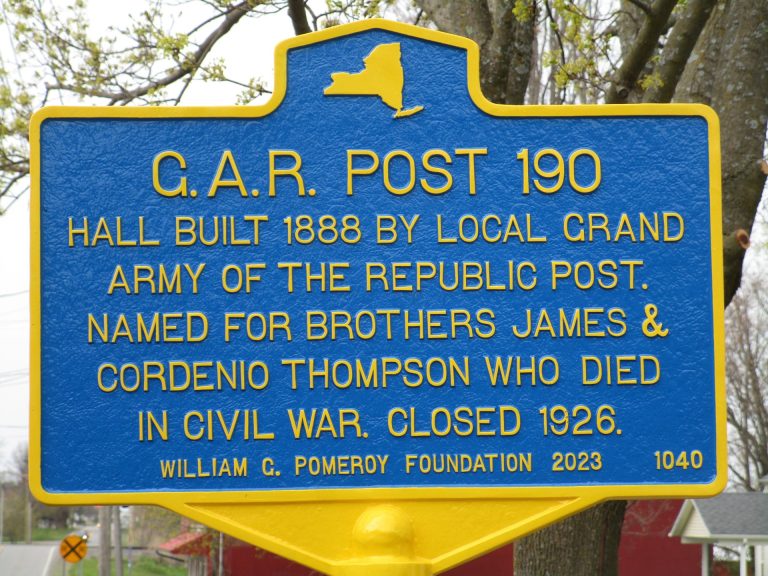 G.A.R. POST 190
HALL BUILT 1888 BY LOCAL GRAND
ARMY OF THE REPUBLIC POST.
NAMED FOR BROTHERS JAMES &
CORDENIO THOMPSON WHO DIED
IN CIVIL WAR. CLOSED 1926.
WILLIAM G. POMEROY FOUNDATION 2023 1040